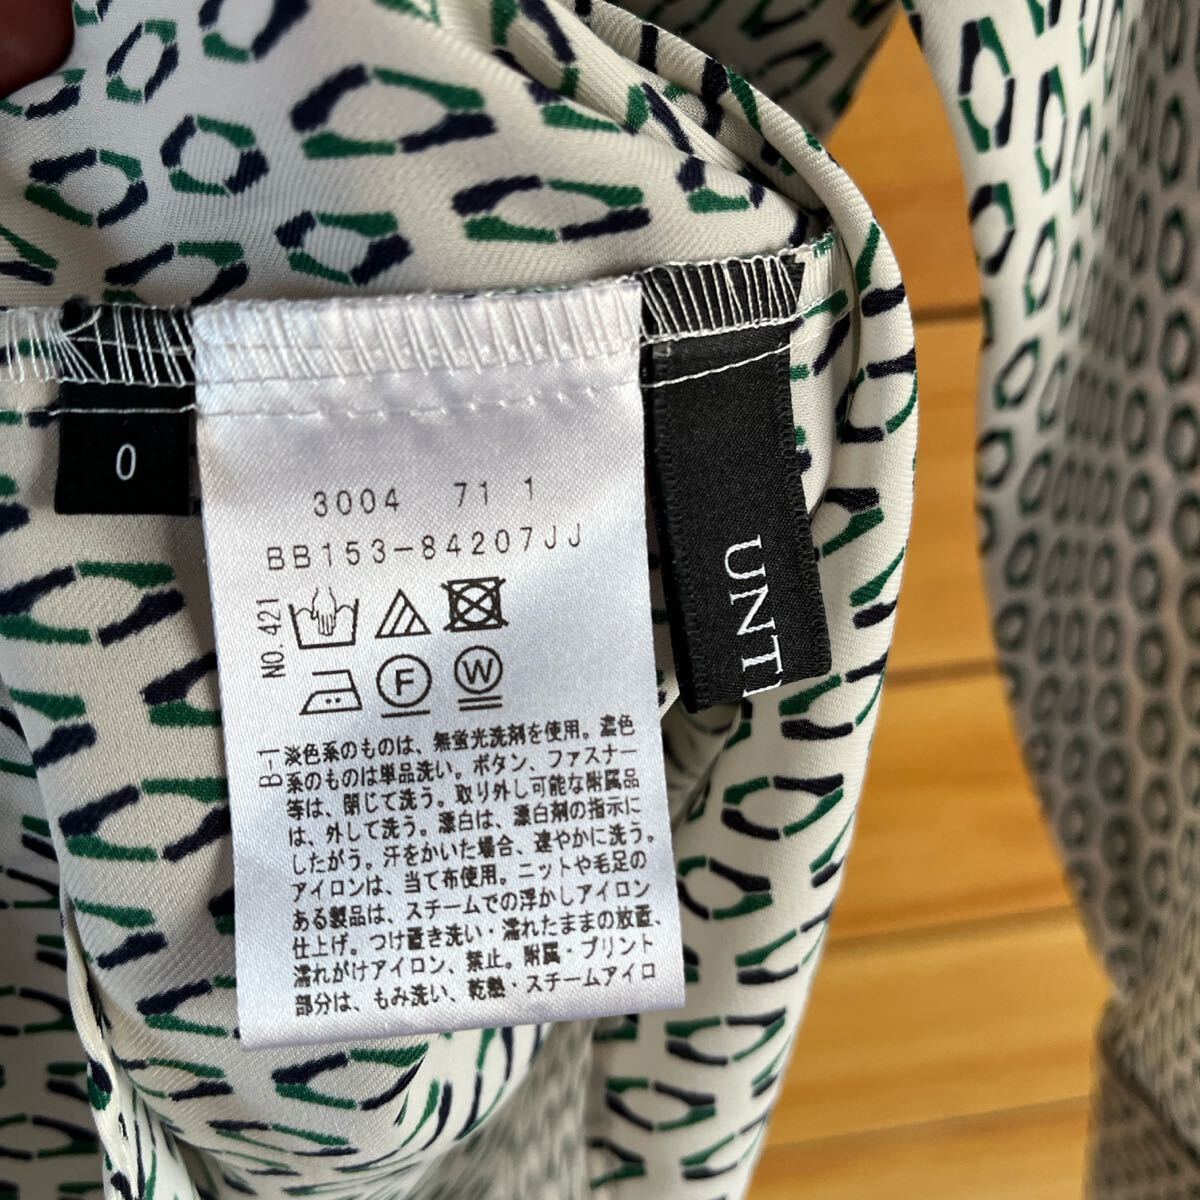 0
3004 71 1
BB153-84207JJ
NO.421
F
W
B-1
淡色系のものは、無蛍光洗剤を使用。濃色
系のものは単品洗い。ボタン、ファスナー
等は、閉じて洗う。取り外し可能な附属品
は、外して洗う。漂白は、漂白剤の指示に
したがう。汗をかいた場合、速やかに洗う。
アイロンは、当て布使用。ニットや毛足の
ある製品は、スチームでの浮かしアイロン
仕上げ。つけ置き洗い・濡れたままの放置、
濡れがけアイロン、禁止。附属・プリント
部分は、もみ洗い、乾熱・スチームアイロ
UNT